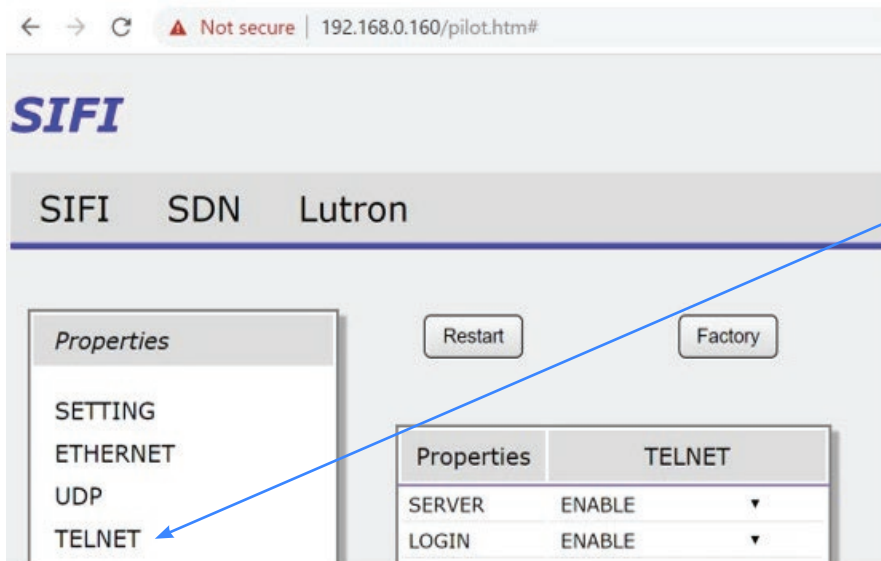 Not secure | 192.168.0.160/pilot.htm#
SIFI
SIFI SDN Lutron
Properties
SETTING
ETHERNET
UDP
TELNET
Restart Factory
Properties TELNET
SERVER ENABLE
LOGIN ENABLE